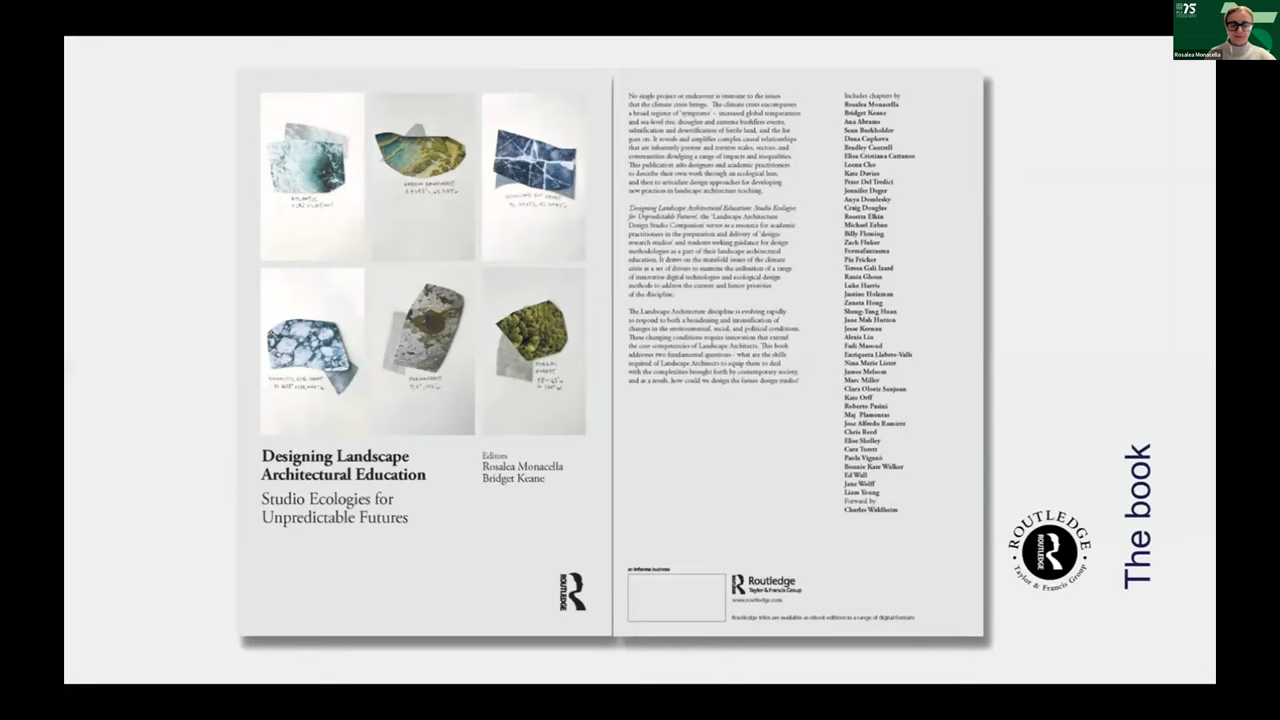 Rosalea Monacella
ATLANTIC
CIRCULATION
PERMAFROST
BOREAL
FOREST
Designing Landscape
Architectural Education
Studio Ecologies for
Unpredictable Futures
Editors
Rosalea Monacella
Bridget Keane
ROUTLEDGE
No single project or endeavour is immune to the issues
that the climate crisis brings. The climate crisis encompasses
a broad register of 'symptoms' - increased global temperatures
and sea-level rise, droughts and extreme bushfire events,
salinification and desertification of fertile land, and the list
goes on. It reveals and amplifies complex causal relationships
that are inherently present and traverse scales, sectors, and
communities divulging a range of impacts and inequalities.
This publication asks designers and academic practitioners
to describe their own work through an ecological lens,
and then to articulate design approaches for developing
new practices in landscape architecture teaching.
'Designing Landscape Architectural Education: Studio Ecologies
for Unpredictable Futures', the 'Landscape Architecture
Design Studio Companion' serves as a resource for academic
practitioners in the preparation and delivery of 'design-
research studios' and students seeking guidance for design
methodologies as a part of their landscape architectural
education. It draws on the manifold issues of the climate
crisis as a set of drivers to examine the utilisation of a range
of innovative digital technologies and ecological design
methods to address the current and future priorities
of the discipline.
The Landscape Architecture discipline is evolving rapidly
to respond to both a broadening and intensification of
changes in the environmental, social, and political conditions.
These changing conditions require innovation that extend
the core competencies of Landscape Architects. This book
addresses two fundamental questions - what are the skills
required of Landscape Architects to equip them to deal
with the complexities brought forth by contemporary society,
and as a result, how could we design the future design studio?
Includes chapters by
Rosalea Monacella
Bridget Keane
Ana Abrams
Sean Burkholder
Dana Cupkova
Bradley Cantrell
Elisa Cristiana Cattaneo
Leena Cho
Kate Davies
Peter Del Tredici
Jennifer Deger
Anya Domlesky
Craig Douglas
Rosetta Elkin
Michael Ezban
Billy Fleming
Zach Fluker
Formafantasma
Pia Fricker
Teresa Galí Izard
Rania Ghosn
Luke Harris
Justine Holzman
Zaneta Hong
Sheng-Yang Huan
Jane Mah Hutton
Jesse Keenan
Alexis Liu
Fadi Masoud
Enriqueta Llabres-Valls
Nina Marie Lister
James Melsom
Marc Miller
Clara Olóriz Sanjuan
Kate Orff
Roberto Pasini
Maj Plemenitas
Jose Alfredo Ramirez
Chris Reed
Elise Shelley
Cara Turett
Paola Viganò
Bonnie Kate Walker
Ed Wall
Jane Wolff
Liam Young
Forward by
Charles Waldheim
an informa business
Routledge
Taylor & Francis Group
www.routledge.com
Routledge titles are available as eBook editions in a range of digital formats
ROUTLEDGE
ROUTLEDGE
Taylor & Francis Group
The book